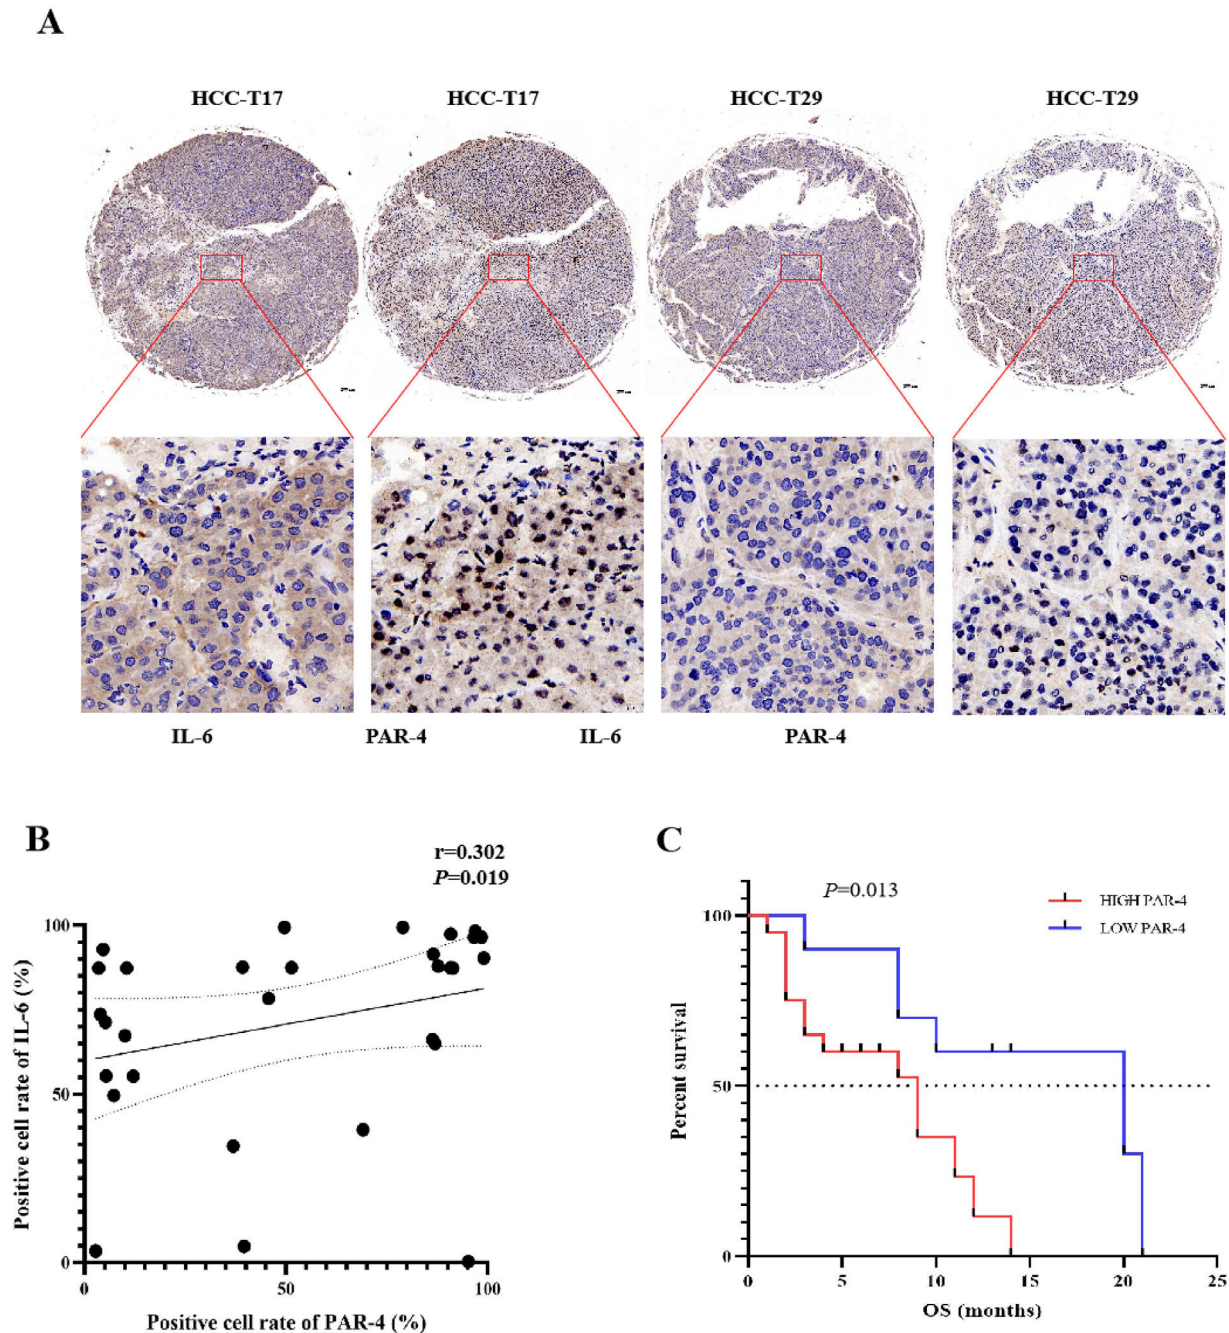 A
HCC-T17 HCC-T17 HCC-T29 HCC-T29
IL-6 PAR-4 IL-6 PAR-4
B
r=0.302
P=0.019
100
50
0
0 50 100
Positive cell rate of IL-6 (%)
Positive cell rate of PAR-4 (%)
C
P=0.013
HIGH PAR-4
LOW PAR-4
100
50
0
0 5 10 15 20 25
Percent survival
OS (months)